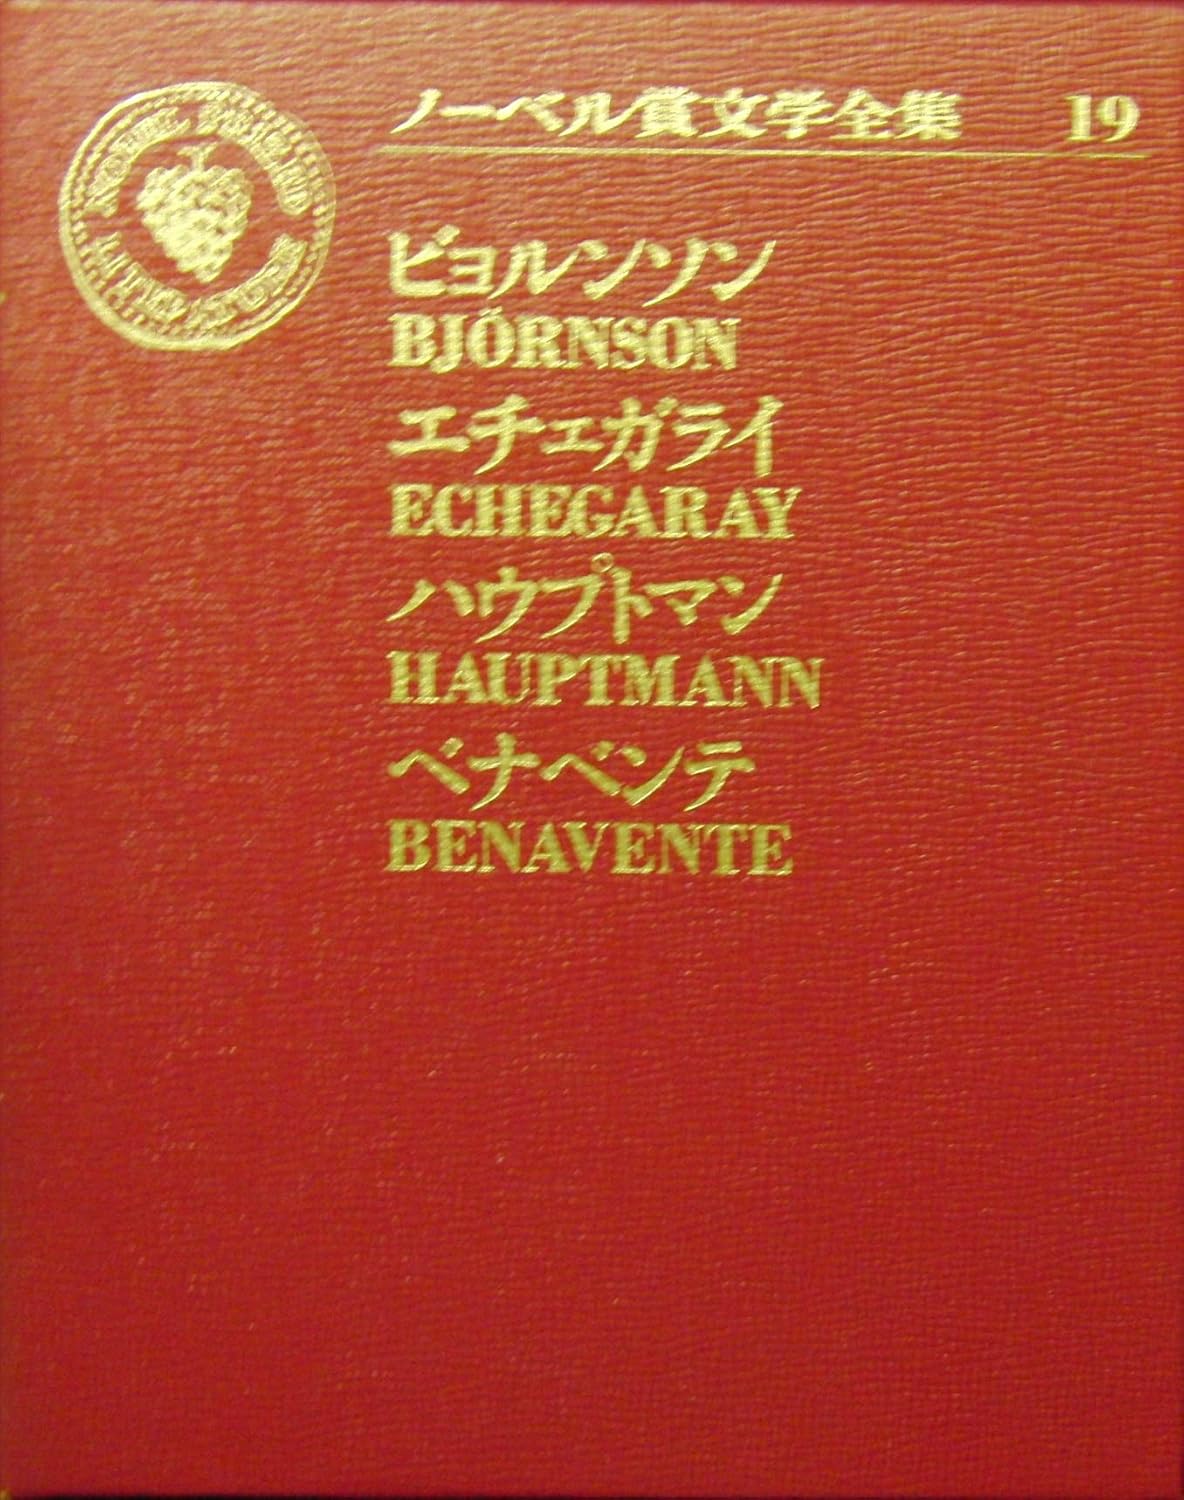 ノーベル賞文学全集 19
ビョルンソン
BJÖRNSON
エチェガライ
ECHEGARAY
ハウプトマン
HAUPTMANN
ベナベンテ
BENAVENTE